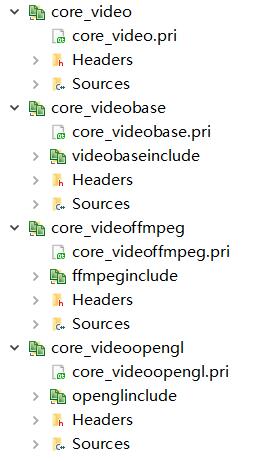 core_video
core_video.pri
Headers
Sources
core_videobase
core_videobase.pri
videobaseinclude
Headers
Sources
core_videoffmpeg
core_videoffmpeg.pri
ffmpeginclude
Headers
Sources
core_videoopengl
core_videoopengl.pri
openglinclude
Headers
Sources